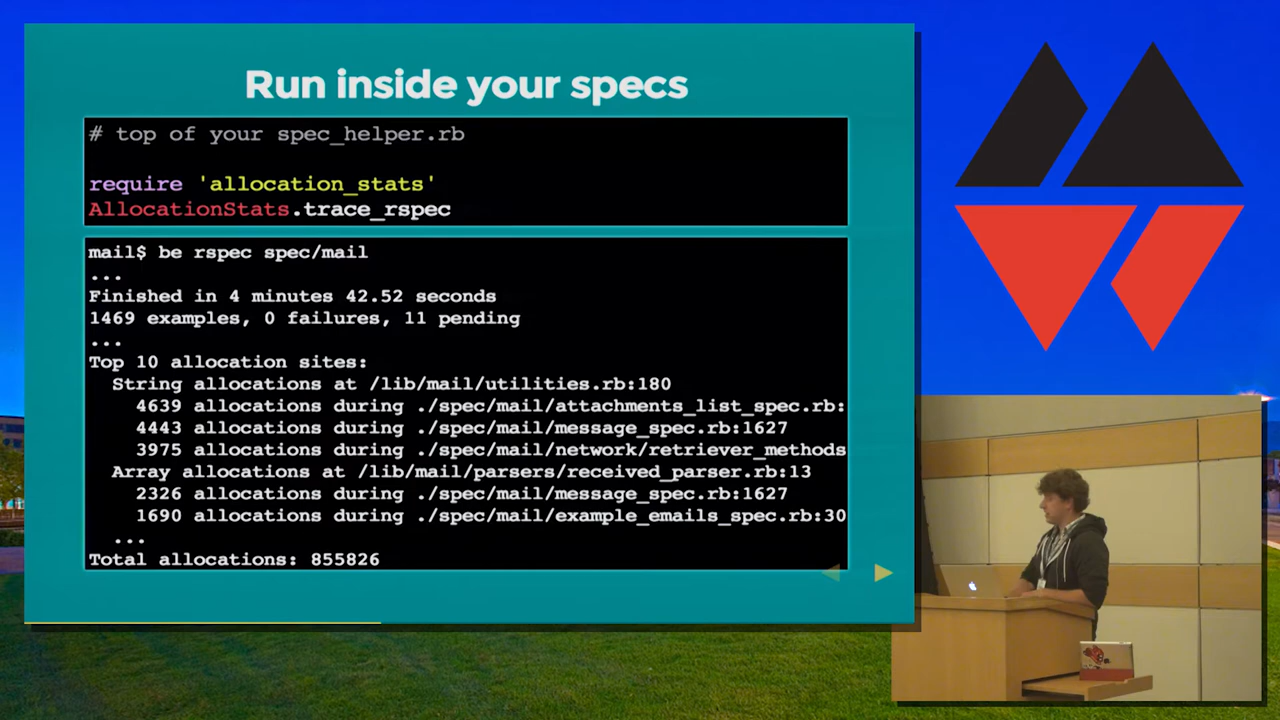 Run inside your specs
# top of your spec_helper.rb
require 'allocation_stats'
AllocationStats.trace_rspec
mail$ be rspec spec/mail
...
Finished in 4 minutes 42.52 seconds
1469 examples, 0 failures, 11 pending
...
Top 10 allocation sites:
String allocations at /lib/mail/utilities.rb:180
4639 allocations during ./spec/mail/attachments_list_spec.rb:
4443 allocations during ./spec/mail/message_spec.rb:1627
3975 allocations during ./spec/mail/network/retriever_methods
Array allocations at /lib/mail/parsers/received_parser.rb:13
2326 allocations during ./spec/mail/message_spec.rb:1627
1690 allocations during ./spec/mail/example_emails_spec.rb:30
...
Total allocations: 855826